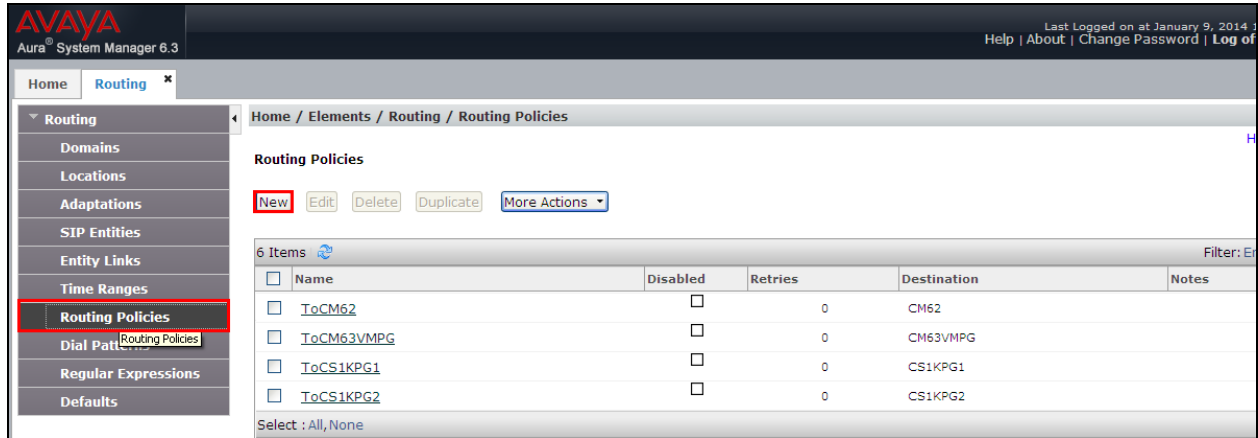 AVAYA
Aura® System Manager 6.3
Last Logged on at January 9, 2014 1
Help | About | Change Password | Log of
Home Routing ×
Routing
Domains
Locations
Adaptations
SIP Entities
Entity Links
Time Ranges
Routing Policies
Routing Policies
Dial Patterns
Regular Expressions
Defaults
Home / Elements / Routing / Routing Policies
H
Routing Policies
New Edit Delete Duplicate More Actions
6 Items Filter: En
Name Disabled Retries Destination Notes
ToCM62 0 CM62
ToCM63VMPG 0 CM63VMPG
ToCS1KPG1 0 CS1KPG1
ToCS1KPG2 0 CS1KPG2
Select : All, None